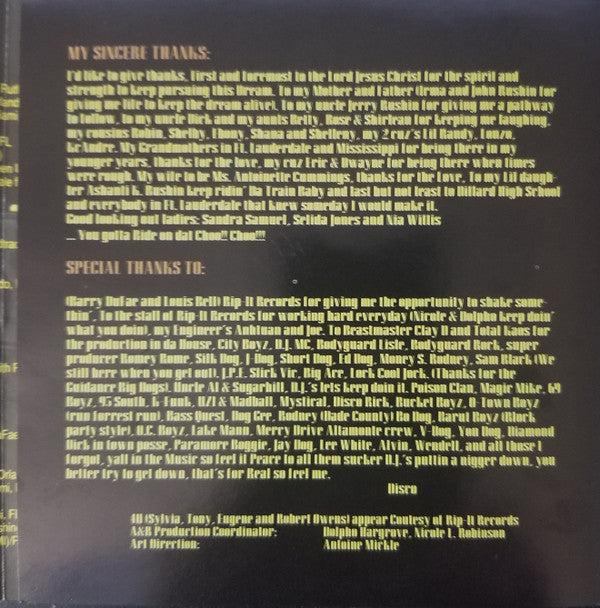 MY SINCERE THANKS:
I'd like to give thanks. First and foremost to the Lord Jesus Christ for the spirit and
strength to keep pursuing this Dream. To my Mother and Father (Irma and John Ruskin for
giving me life to keep the dream alive). To my uncle Jerry Ruskin for giving me a pathway
to follow, to my uncle Dick and my aunts Betty, Rose & Shirlean for keeping me laughing,
my cousins Robin, Shelby, Ebony, Shana and Shelleny, my 2 cuz's Lil Randy, Lonzo,
Ke'Andre. My Grandmothers in Ft. Lauderdale and Mississippi for being there in my
younger years, thanks for the love, my cuz Eric & Dwayne for being there when times
were rough. My wife to be Ms. Antoinette Cummings, thanks for the love, To my Lil daugh-
ter Ashanti K. Ruskin keep ridin' Da Train Baby and last but not least to Dillard High School
and everybody in Ft. Lauderdale that knew someday I would make it.
Good looking out ladies: Sandra Samuel, Selida Jones and Nia Willis
... You gotta Ride on dat Choo!! Choo!!!
SPECIAL THANKS TO:
(Barry DuFae and Louis Bell) Rip-It Records for giving me the opportunity to shake some-
thin'. To the staff of Rip-It Records for working hard everyday (Nicole & Dolpho keep doin'
what you doin), my Engineer's and Joe. To Beastmaster Clay D and Total Kaos for
the production in da House, City Boyz, D.J. MC, Bodyguard Lisle, Bodyguard Rock, super
producer Romey Rome, Silk Dog, J-Dog, Short Dog, Ed Dog, Money S. Rodney, Sam Black (We
still here when you get out). J.P.E. Slick Vic, Big Ace, Lock Cool Jock. (Thanks for the
Guidance Big Dogs). Uncle Al & Sugarhill, D.J.'s lets keep doin it. Poison Clan, Magic Mike, 69
Boyz, 95 South, K-Funk, & Madball, Mystical, Disco Rick, Bucket Boyz, O-Town Boyz
(run forrest run), Bass Quest, Dog Cee, Rodney (Dade County) Bo Dog, Barut Boyz (Block
party style), O.C. Boyz, Lake Mann, Mercy Drive Altamonte crew, V-Dog, You Dog, Diamond
Dick in town posse, Paramore Boggie, Jay Dog, Lee White, Alvin, Wendell, and all those I
forgot, yall in the Music so feel it Peace to all them sucker D.J.'s puttin a nigger down, you
better try to get down, that's for Real so feel me.
Disco
4U (Sylvia, Tony, Eugene and Robert Owens) appear Contesy of Rip-It Records
A&R Production Coordinator: Dolpho Hargrove, Nicole L. Robinson
Art Direction: Antoine Mickle